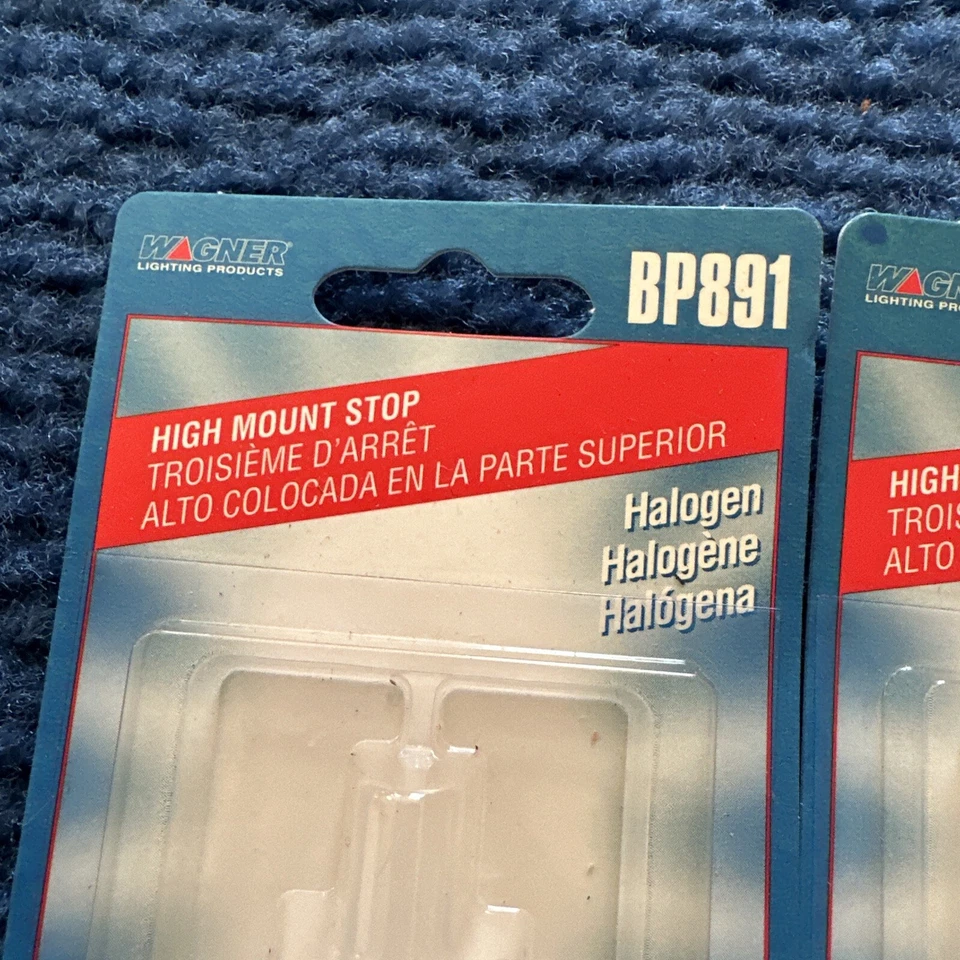 WAGNER®
LIGHTING PRODUCTS
BP891
HIGH MOUNT STOP
TROISIÈME D'ARRÊT
ALTO COLOCADA EN LA PARTE SUPERIOR
Halogen
Halogène
Halógena
WAGN
LIGHTING PRO
HIGH
TROIS
ALTO